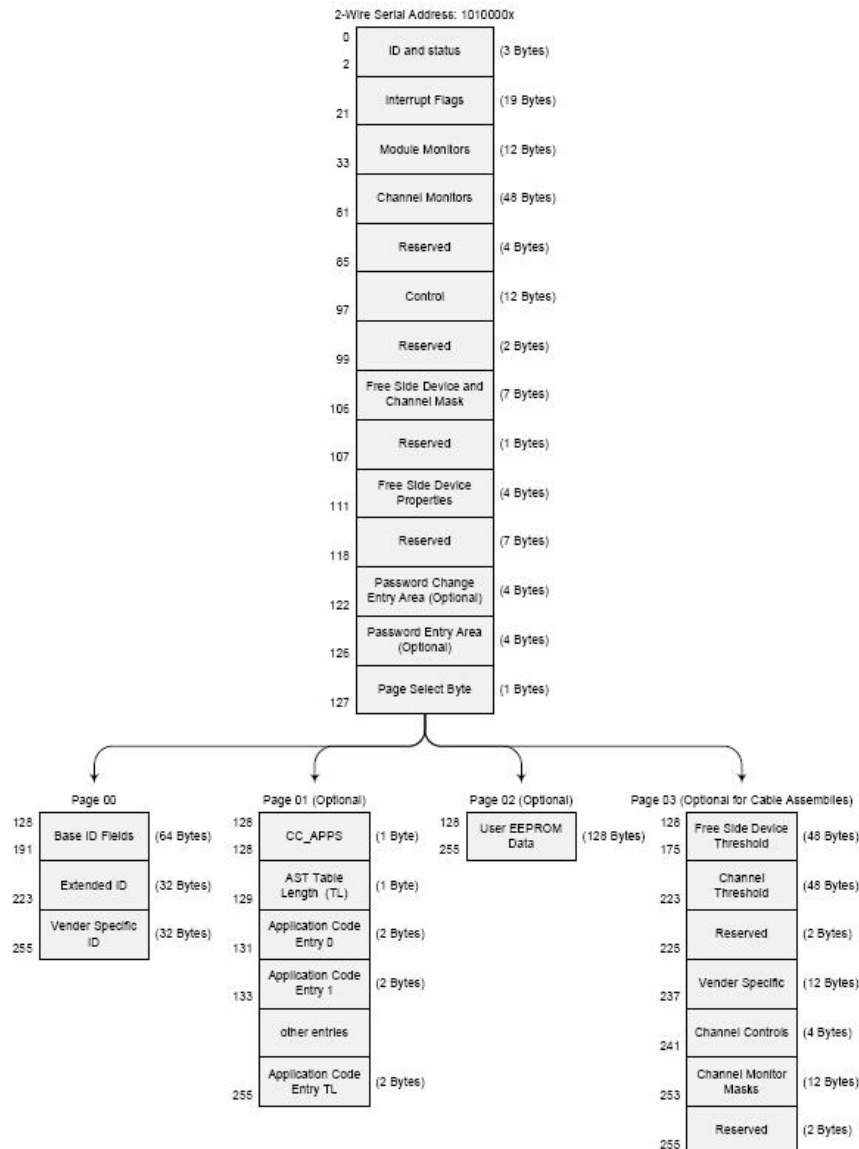 2-Wire Serial Address: 1010000x
0
ID and status (3 Bytes)
2
Interrupt Flags (19 Bytes)
21
Module Monitors (12 Bytes)
33
Channel Monitors (48 Bytes)
81
Reserved (4 Bytes)
85
Control (12 Bytes)
97
Reserved (2 Bytes)
99
Free Side Device and
Channel Mask (7 Bytes)
106
Reserved (1 Bytes)
107
Free Side Device
Properties (4 Bytes)
111
Reserved (7 Bytes)
118
Password Change
Entry Area (Optional) (4 Bytes)
122
Password Entry Area
(Optional) (4 Bytes)
126
Page Select Byte (1 Bytes)
127
Page 00
128
Base ID Fields (64 Bytes)
191
Extended ID (32 Bytes)
223
Vender Specific
ID (32 Bytes)
255
Page 01 (Optional)
128
CC_APPS (1 Byte)
128
AST Table
Length (TL) (1 Byte)
129
Application Code
Entry 0 (2 Bytes)
131
Application Code
Entry 1 (2 Bytes)
133
other entries
Application Code
Entry TL (2 Bytes)
255
Page 02 (Optional)
128
User EEPROM
Data (128 Bytes)
255
Page 03 (Optional for Cable Assemblies)
128
Free Side Device
Threshold (48 Bytes)
175
Channel
Threshold (48 Bytes)
223
Reserved (2 Bytes)
225
Vender Specific (12 Bytes)
237
Channel Controls (4 Bytes)
241
Channel Monitor
Masks (12 Bytes)
253
Reserved (2 Bytes)
255